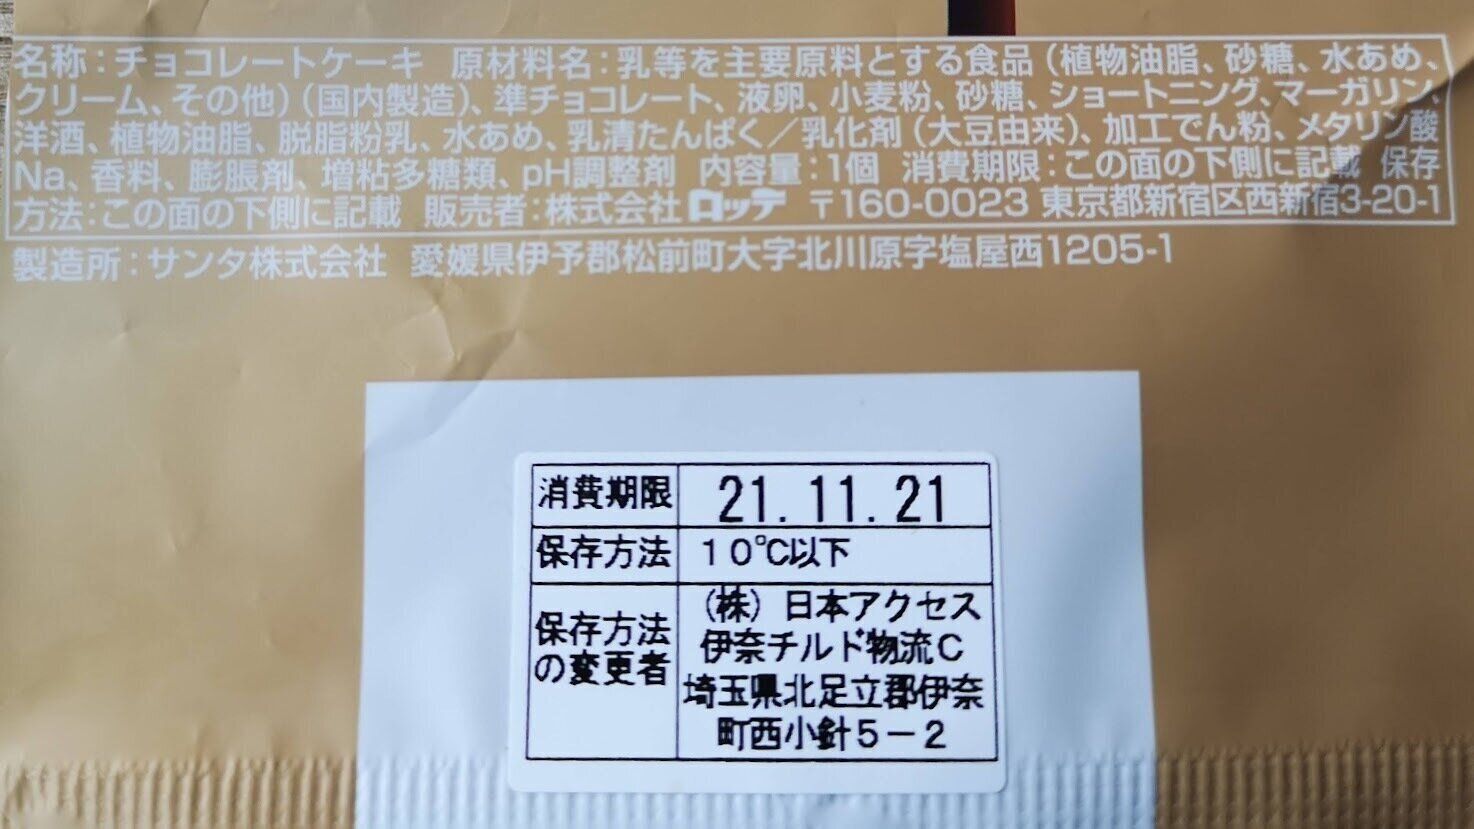 名称：チョコレートケーキ 原材料名：乳等を主要原料とする食品（植物油脂、砂糖、水あめ、
クリーム、その他）（国内製造）、準チョコレート、液卵、小麦粉、砂糖、ショートニング、マーガリン、
洋酒、植物油脂、脱脂粉乳、水あめ、乳清たんぱく／乳化剤（大豆由来）、加工でん粉、メタリン酸
Na、香料、膨脹剤、増粘多糖類、pH調整剤 内容量：1個 消費期限：この面の下側に記載 保存
方法：この面の下側に記載 販売者：株式会社ロッテ 〒160-0023 東京都新宿区西新宿3-20-1
製造所：サンタ株式会社 愛媛県伊予郡松前町大字北川原字塩屋西1205-1
消費期限 21.11.21
保存方法 10℃以下
保存方法の変更者 （株）日本アクセス
伊奈チルド物流C
埼玉県北足立郡伊奈
町西小針5－2